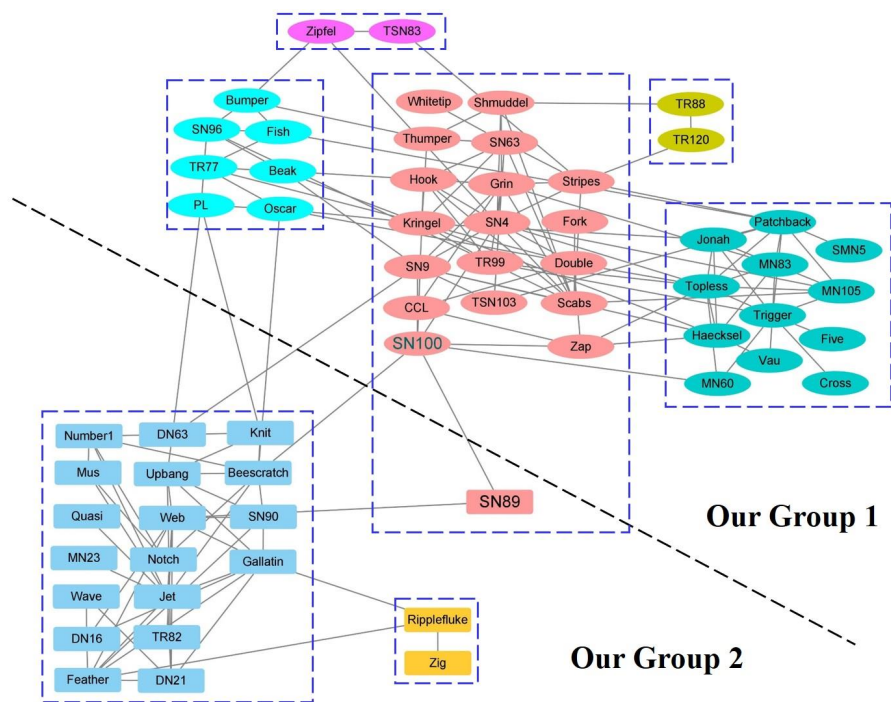 Zipfel TSN83
Bumper
SN96 Fish
TR77 Beak
PL Oscar
Whitetip Shmuddel
Thumper SN63
Hook Grin Stripes
Kringel SN4 Fork
SN9 TR99 Double
CCL TSN103 Scabs
SN100 Zap
SN89
TR88
TR120
Patchback
Jonah SMN5
MN83
Topless MN105
Trigger
Haecksel Five
Vau
MN60 Cross
Our Group 1
Number1 DN63 Knit
Mus Upbang Beescratch
Quasi Web SN90
MN23 Notch Gallatin
Wave Jet
DN16 TR82
Feather DN21
Ripplefluke
Zig
Our Group 2